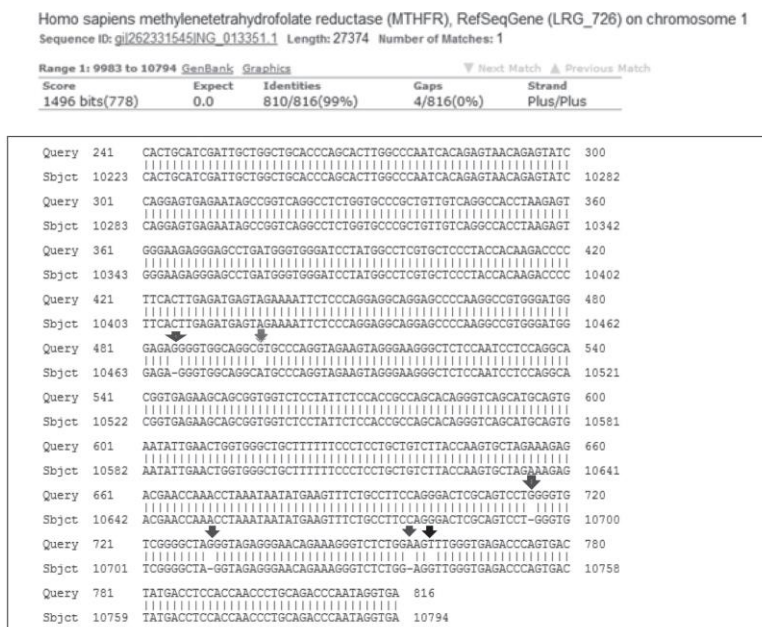 Homo sapiens methylenetetrahydrofolate reductase (MTHFR), RefSeqGene (LRG_726) on chromosome 1
Sequence ID: gi|262331545|NG_013351.1 Length: 27374 Number of Matches: 1
Range 1: 9983 to 10794 GenBank Graphics ▼ Next Match ▲ Previous Match
Score Expect Identities Gaps Strand
1496 bits(778) 0.0 810/816(99%) 4/816(0%) Plus/Plus
Query 241 CACTGCATCGATTGCTGGCTGCACCCAGCACTTGGCCCAATCACAGAGTAACAGAGTATC 300
Sbjct 10223 CACTGCATCGATTGCTGGCTGCACCCAGCACTTGGCCCAATCACAGAGTAACAGAGTATC 10282
Query 301 CAGGAGTGAGAATAGCCGGTCAGGCCTCTGGTGCCCGCTGTTGTCAGGCCACCTAAGAGT 360
Sbjct 10283 CAGGAGTGAGAATAGCCGGTCAGGCCTCTGGTGCCCGCTGTTGTCAGGCCACCTAAGAGT 10342
Query 361 GGGAAGAGGGAGCCTGATGGGTGGGATCCTATGGCCTCGTGCTCCCTACCACAAGACCCC 420
Sbjct 10343 GGGAAGAGGGAGCCTGATGGGTGGGATCCTATGGCCTCGTGCTCCCTACCACAAGACCCC 10402
Query 421 TTCACTTGAGATGAGTAGAAAATTCTCCCAGGAGGCAGGAGCCCCAAGGCCGTGGGATGG 480
Sbjct 10403 TTCACTTGAGATGAGTAGAAAATTCTCCCAGGAGGCAGGAGCCCCAAGGCCGTGGGATGG 10462
Query 481 GAGAGGGGTGGCAGGCGTGCCCAGGTAGAAGTAGGGAAGGGCTCTCCAATCCTCCAGGCA 540
Sbjct 10463 GAGA-GGGTGGCAGGCATGCCCAGGTAGAAGTAGGGAAGGGCTCTCCAATCCTCCAGGCA 10521
Query 541 CGGTGAGAAGCAGCGGTGGTCTCCTATTCTCCACCGCCAGCACAGGGTCAGCATGCAGTG 600
Sbjct 10522 CGGTGAGAAGCAGCGGTGGTCTCCTATTCTCCACCGCCAGCACAGGGTCAGCATGCAGTG 10581
Query 601 AATATTGAACTGGTGGGCTGCTTTTTTCCCTCCTGCTGTCTTACCAAGTGCTAGAAAGAG 660
Sbjct 10582 AATATTGAACTGGTGGGCTGCTTTTTTCCCTCCTGCTGTCTTACCAAGTGCTAGAAAGAG 10641
Query 661 ACGAACCAAACCTAAATAATATGAAGTTTCTGCCTTCCAGGGACTCGCAGTCCTGGGGTG 720
Sbjct 10642 ACGAACCAAACCTAAATAATATGAAGTTTCTGCCTTCCAGGGACTCGCAGTCCT-GGGTG 10700
Query 721 TCGGGGCTAGGGTAGAGGGAACAGAAAGGGTCTCTGGAAGTTTGGGTGAGACCCAGTGAC 780
Sbjct 10701 TCGGGGCTA-GGTAGAGGGAACAGAAAGGGTCTCTGG-AGGTTGGGTGAGACCCAGTGAC 10758
Query 781 TATGACCTCCACCAACCCTGCAGACCCAATAGGTGA 816
Sbjct 10759 TATGACCTCCACCAACCCTGCAGACCCAATAGGTGA 10794